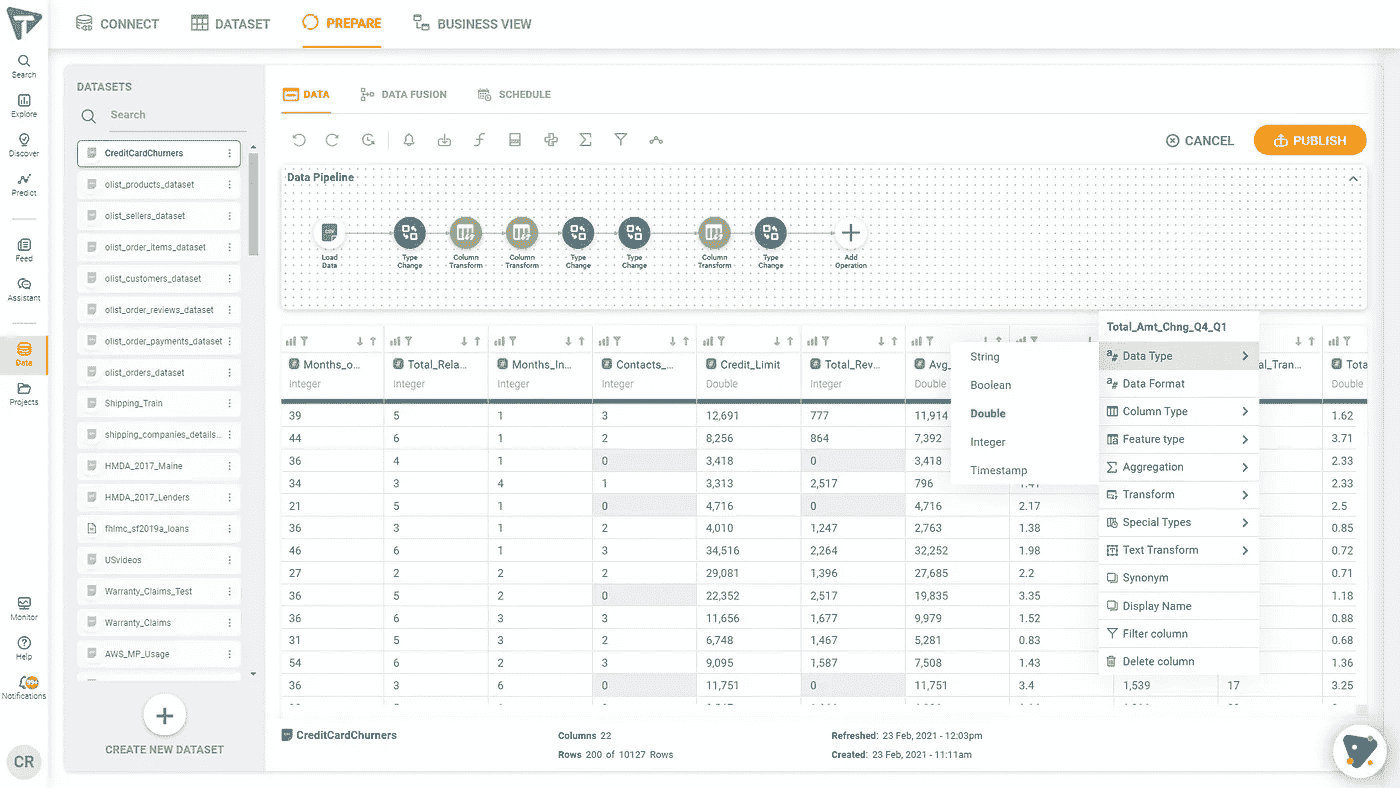 CONNECT
DATASET
PREPARE
BUSINESS VIEW
Search
Explore
Discover
Predict
Feed
Assistant
Data
Projects
Monitor
Help
99+
Notifications
CR
DATASETS
Search
CreditCardChurners
olist_products_dataset
olist_sellers_dataset
olist_order_items_dataset
olist_customers_dataset
olist_order_reviews_dataset
olist_order_payments_dataset
olist_orders_dataset
Shipping_Train
shipping_companies_details...
HMDA_2017_Maine
HMDA_2017_Lenders
fhlmc_sf2019a_loans
USvideos
Warranty_Claims_Test
Warranty_Claims
AWS_MP_Usage
CREATE NEW DATASET
DATA
DATA FUSION
SCHEDULE
CANCEL
PUBLISH
Data Pipeline
Load Data
Type Change
Column Transform
Column Transform
Type Change
Type Change
Column Transform
Type Change
Add Operation
Months_o... Total_Rela... Months_In... Contacts_... Credit_Limit Total_Rev... Avg_ al_Tran... Tota
Integer Integer Integer Integer Double Integer Double Double
39 5 1 3 12,691 777 11,914 1.62
44 6 1 2 8,256 864 7,392 3.71
36 4 1 0 3,418 0 3,418 2.33
34 3 4 1 3,313 2,517 796 1.41 2.33
21 5 1 0 4,716 0 4,716 2.17 2.5
36 3 1 2 4,010 1,247 2,763 1.38 0.85
46 6 1 3 34,516 2,264 32,252 1.98 0.72
27 2 2 2 29,081 1,396 27,685 2.2 0.71
36 5 2 0 22,352 2,517 19,835 3.35 1.18
36 6 3 3 11,656 1,677 9,979 1.52 0.88
31 5 3 2 6,748 1,467 5,281 0.83 0.68
54 6 2 3 9,095 1,587 7,508 1.43 1.36
36 3 6 0 11,751 0 11,751 3.4 1,539 17 3.25
String
Boolean
Double
Integer
Timestamp
Total_Amt_Chng_Q4_Q1
Data Type
Data Format
Column Type
Feature type
Aggregation
Transform
Special Types
Text Transform
Synonym
Display Name
Filter column
Delete column
CreditCardChurners
Columns 22
Rows 200 of 10127 Rows
Refreshed: 23 Feb, 2021 - 12:03pm
Created: 23 Feb, 2021 - 11:11am